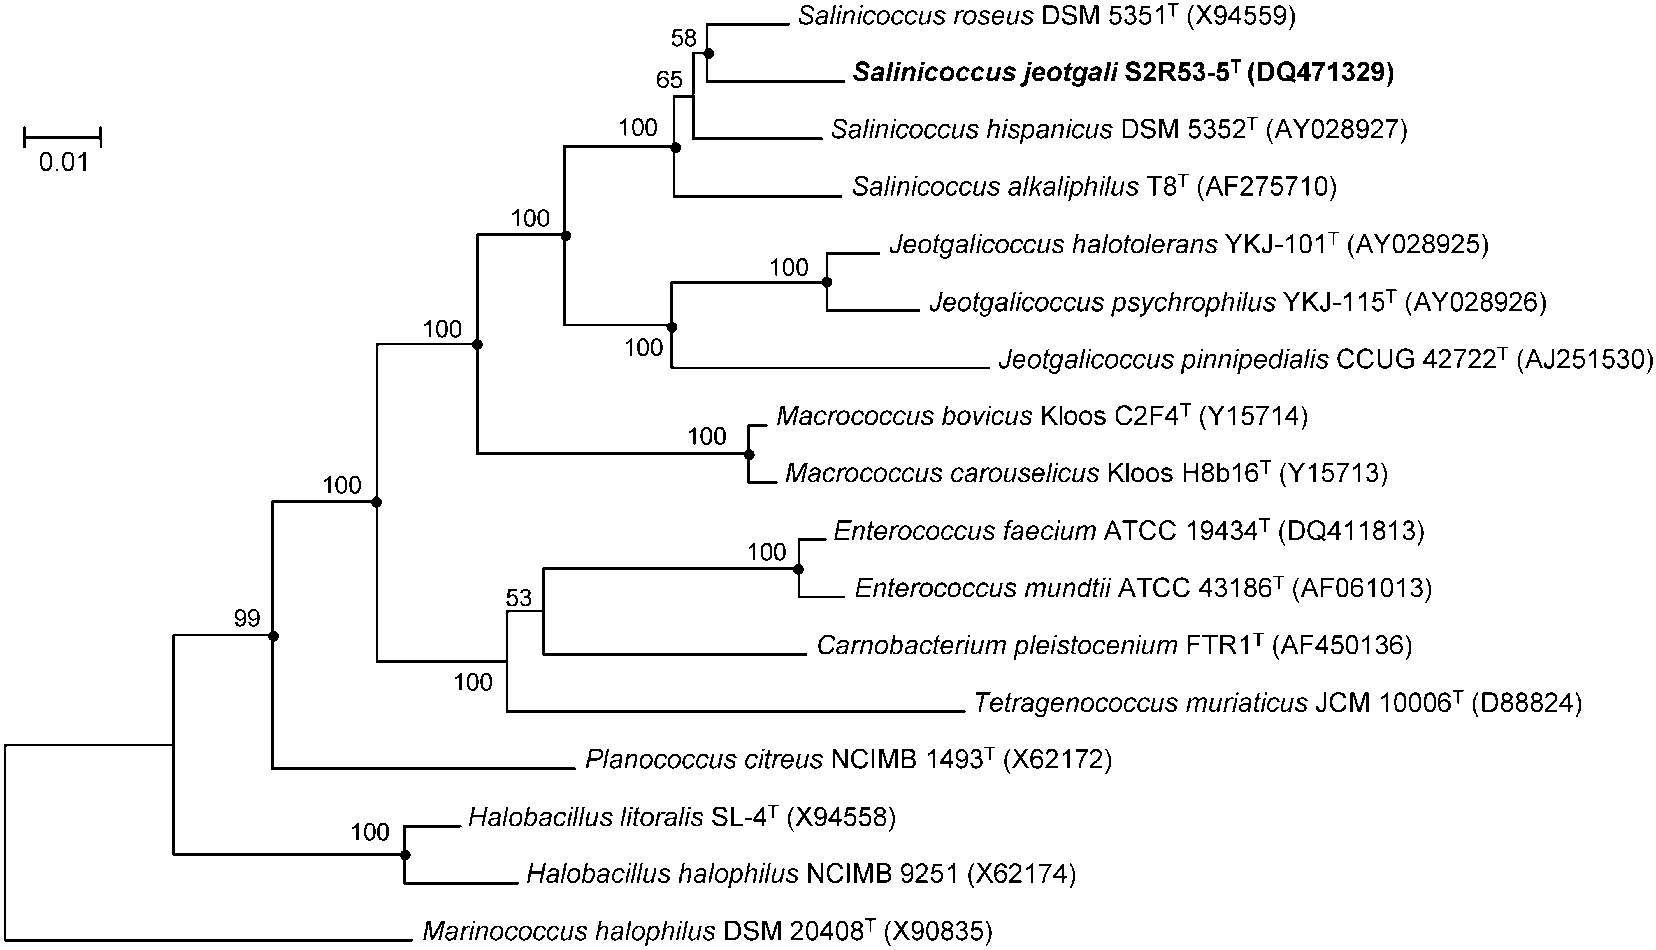 Salinicoccus roseus DSM 5351ᵀ (X94559)
58
Salinicoccus jeotgali S2R53-5ᵀ (DQ471329)
65
100
Salinicoccus hispanicus DSM 5352ᵀ (AY028927)
0.01
Salinicoccus alkaliphilus T8ᵀ (AF275710)
100
Jeotgalicoccus halotolerans YKJ-101ᵀ (AY028925)
100
Jeotgalicoccus psychrophilus YKJ-115ᵀ (AY028926)
100
100
Jeotgalicoccus pinnipedialis CCUG 42722ᵀ (AJ251530)
Macrococcus bovicus Kloos C2F4ᵀ (Y15714)
100
Macrococcus carouselicus Kloos H8b16ᵀ (Y15713)
100
Enterococcus faecium ATCC 19434ᵀ (DQ411813)
100
Enterococcus mundtii ATCC 43186ᵀ (AF061013)
53
99
Carnobacterium pleistocenium FTR1ᵀ (AF450136)
100
Tetragenococcus muriaticus JCM 10006ᵀ (D88824)
Planococcus citreus NCIMB 1493ᵀ (X62172)
Halobacillus litoralis SL-4ᵀ (X94558)
100
Halobacillus halophilus NCIMB 9251 (X62174)
Marinococcus halophilus DSM 20408ᵀ (X90835)